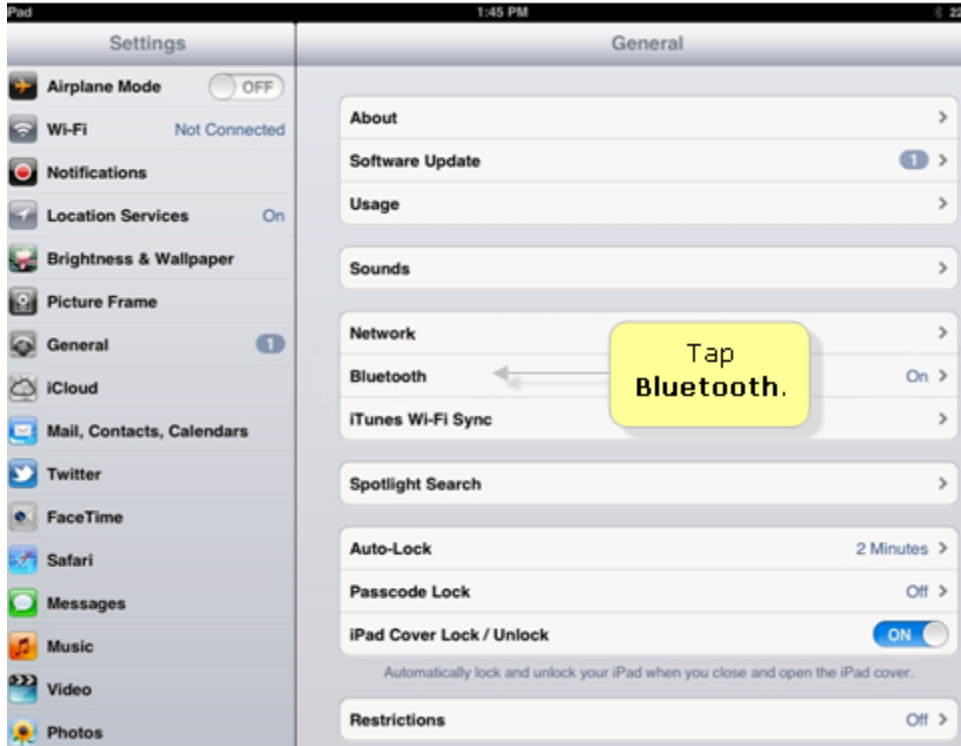 Pad 1:45 PM 22
Settings
Airplane Mode OFF
Wi-Fi Not Connected
Notifications
Location Services On
Brightness & Wallpaper
Picture Frame
General 1
iCloud
Mail, Contacts, Calendars
Twitter
FaceTime
Safari
Messages
Music
Video
Photos
General
About
Software Update 1
Usage
Sounds
Network
Bluetooth On
iTunes Wi-Fi Sync
Tap
Bluetooth.
Spotlight Search
Auto-Lock 2 Minutes
Passcode Lock Off
iPad Cover Lock / Unlock ON
Automatically lock and unlock your iPad when you close and open the iPad cover.
Restrictions Off